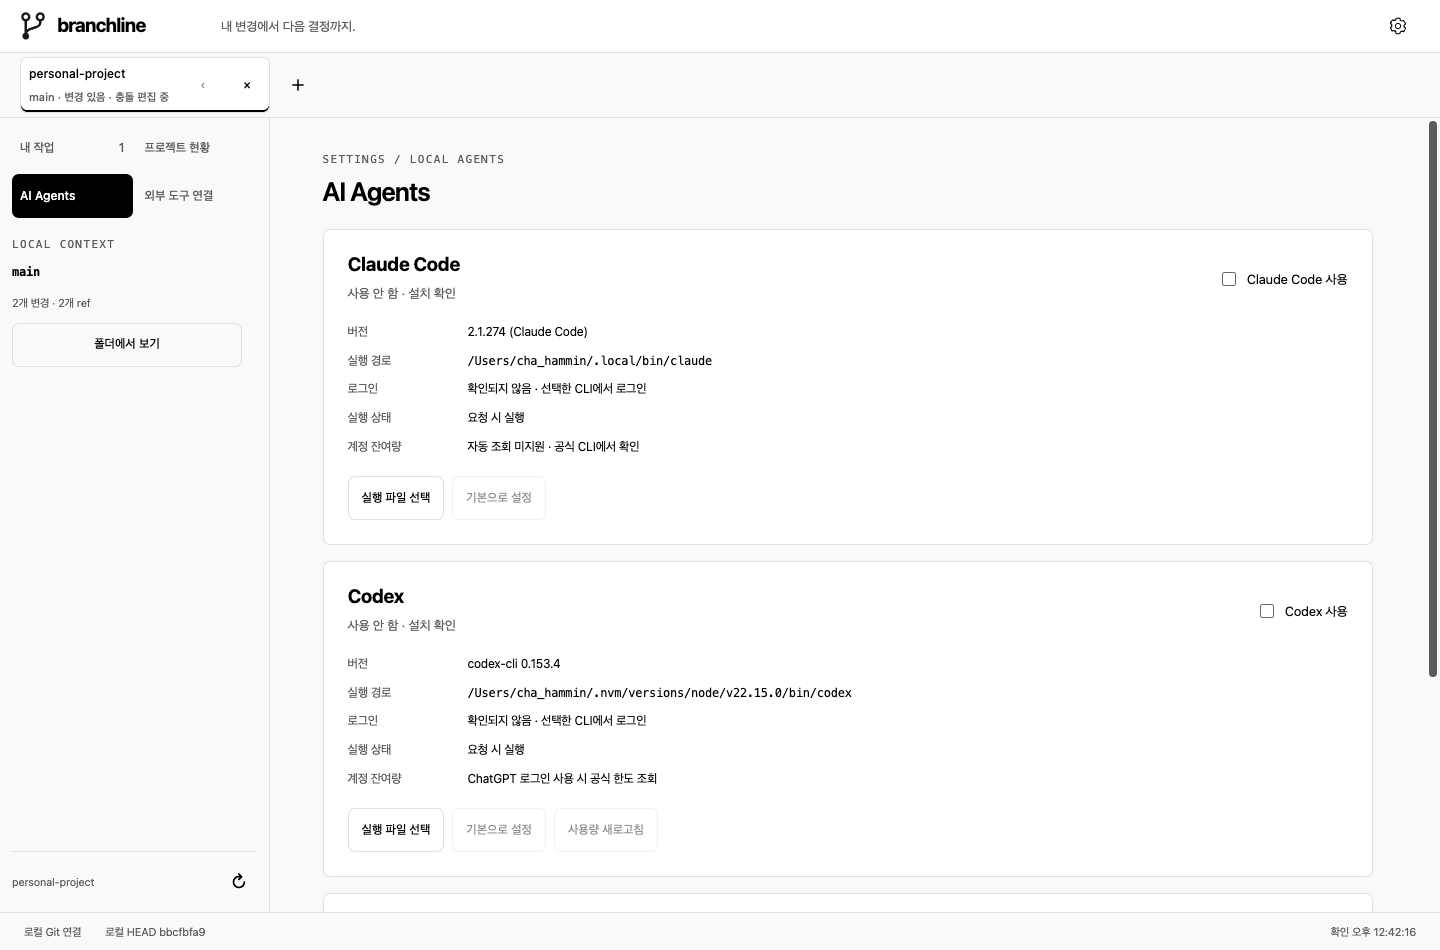 branchline
내 변경에서 다음 결정까지.
personal-project
main · 변경 있음 · 충돌 편집 중
내 작업 1
프로젝트 현황
AI Agents
외부 도구 연결
LOCAL CONTEXT
main
2개 변경 · 2개 ref
폴더에서 보기
personal-project
SETTINGS / LOCAL AGENTS
AI Agents
Claude Code
사용 안 함 · 설치 확인
Claude Code 사용
버전 2.1.274 (Claude Code)
실행 경로 /Users/cha_hammin/.local/bin/claude
로그인 확인되지 않음 · 선택한 CLI에서 로그인
실행 상태 요청 시 실행
계정 잔여량 자동 조회 미지원 · 공식 CLI에서 확인
실행 파일 선택 기본으로 설정
Codex
사용 안 함 · 설치 확인
Codex 사용
버전 codex-cli 0.153.4
실행 경로 /Users/cha_hammin/.nvm/versions/node/v22.15.0/bin/codex
로그인 확인되지 않음 · 선택한 CLI에서 로그인
실행 상태 요청 시 실행
계정 잔여량 ChatGPT 로그인 사용 시 공식 한도 조회
실행 파일 선택 기본으로 설정 사용량 새로고침
로컬 Git 연결 로컬 HEAD bbcfbfa9
확인 오후 12:42:16